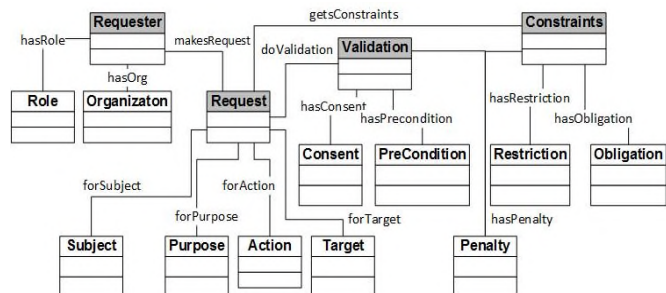 Requester
getsConstraints
Constraints
hasRole
makesRequest
doValidation
Validation
hasOrg
Role
Organizaton
Request
hasConsent
hasPrecondition
hasRestriction
hasObligation
Consent
PreCondition
Restriction
Obligation
forSubject
forAction
forPurpose
forTarget
hasPenalty
Subject
Purpose
Action
Target
Penalty